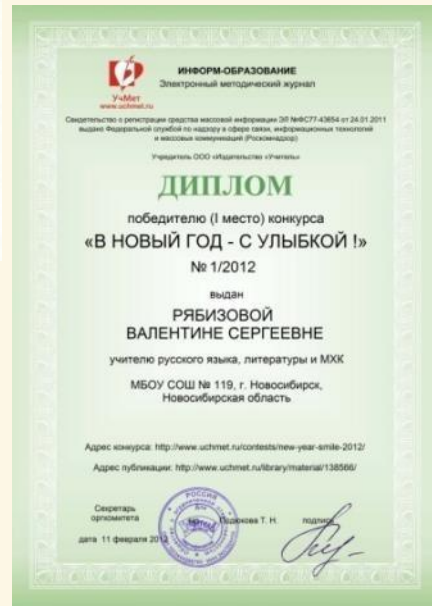 ИНФОРМ-ОБРАЗОВАНИЕ
Электронный методический журнал
УчМет
www.uchmet.ru
Свидетельство о регистрации средства массовой информации ЭЛ №ФС77-43654 от 24.01.2011
выдано Федеральной службой по надзору в сфере связи, информационных технологий
и массовых коммуникаций (Роскомнадзор)
Учредитель ООО «Издательство «Учитель»
ДИПЛОМ
победителю (I место) конкурса
«В НОВЫЙ ГОД - С УЛЫБКОЙ !»
№ 1/2012
выдан
РЯБИЗОВОЙ
ВАЛЕНТИНЕ СЕРГЕЕВНЕ
учителю русского языка, литературы и МХК
МБОУ СОШ № 119, г. Новосибирск,
Новосибирская область
Адрес конкурса: http://www.uchmet.ru/contests/new-year-smile-2012/
Адрес публикации: http://www.uchmet.ru/library/material/138566/
Секретарь
оргкомитета
Т. Н. подпись
дата 11 февраля
РОССИЯ